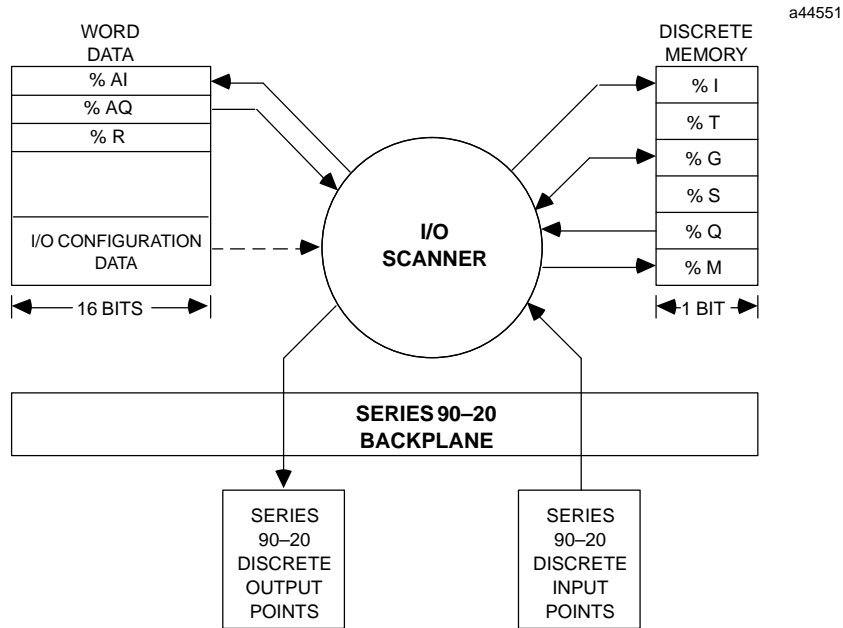 a44551
WORD
DATA
% AI
% AQ
% R
I/O CONFIGURATION
DATA
16 BITS
I/O
SCANNER
DISCRETE
MEMORY
% I
% T
% G
% S
% Q
% M
1 BIT
SERIES 90–20
BACKPLANE
SERIES
90–20
DISCRETE
OUTPUT
POINTS
SERIES
90–20
DISCRETE
INPUT
POINTS